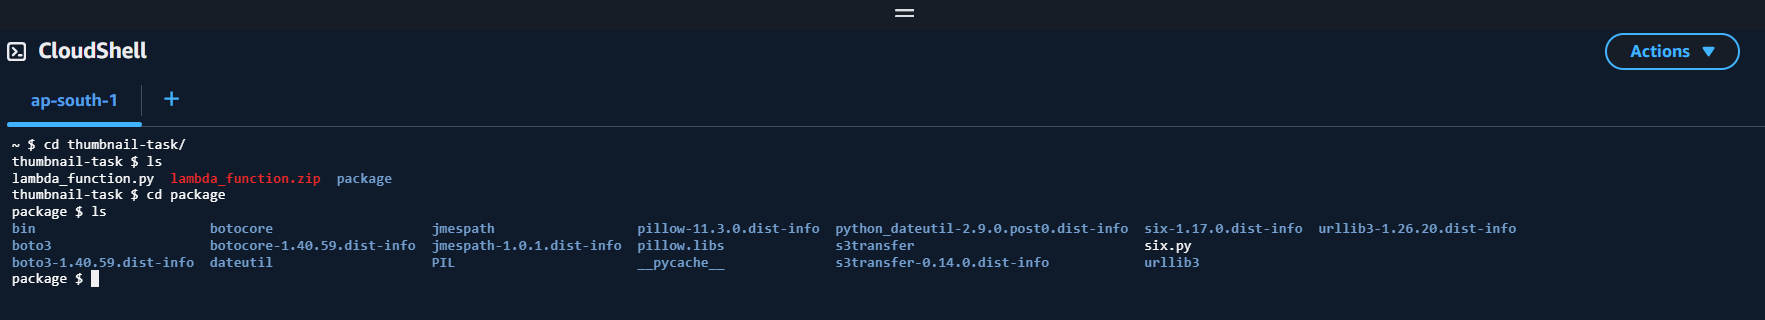 CloudShell
Actions
ap-south-1 +
~ $ cd thumbnail-task/
thumbnail-task $ ls
lambda_function.py  lambda_function.zip  package
thumbnail-task $ cd package
package $ ls
bin                     botocore                    jmespath                  pillow-11.3.0.dist-info  python_dateutil-2.9.0.post0.dist-info  six-1.17.0.dist-info  urllib3-1.26.20.dist-info
boto3                   botocore-1.40.59.dist-info  jmespath-1.0.1.dist-info  pillow.libs              s3transfer                             six.py
boto3-1.40.59.dist-info  dateutil                    PIL                       __pycache__              s3transfer-0.14.0.dist-info            urllib3
package $